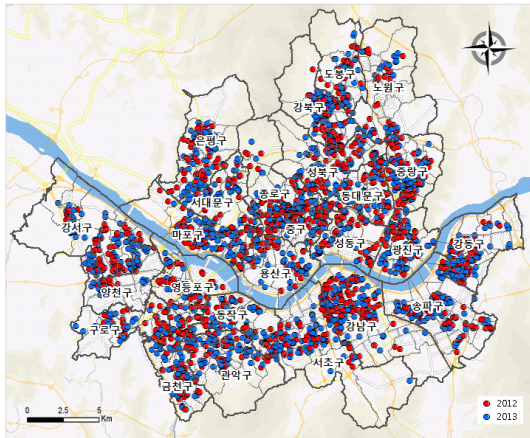 도봉구
노원구
강북구
은평구
성북구
중랑구
종로구
동대문구
서대문구
강서구
마포구
중구
성동구
광진구
강동구
용산구
양천구
영등포구
송파구
동작구
강남구
구로구
서초구
관악구
금천구
0 2.5 5
Km
2012
2013